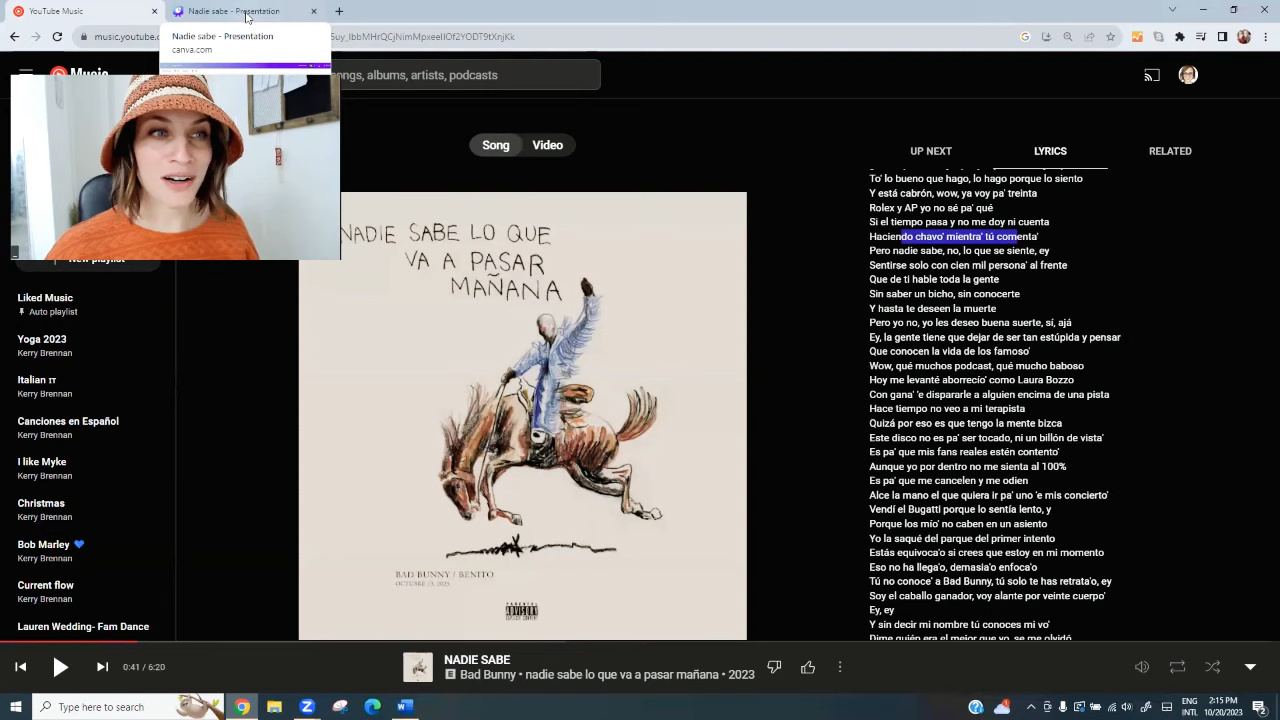 YouTube Music
Nadie sabe - Presentation
Nadie sabe - Presentation
canva.com
music.youtube.co
Music
ngs, albums, artists, podcasts
Song
Video
UP NEXT
LYRICS
RELATED
To' lo bueno que hago, lo hago porque lo siento
Y está cabrón, wow, ya voy pa' treinta
Rolex y AP yo no sé pa' qué
Si el tiempo pasa y no me doy ni cuenta
Haciendo chavo' mientra' tú comenta'
Pero nadie sabe, no, lo que se siente, ey
Sentirse solo con cien mil persona' al frente
Que de ti hable toda la gente
Sin saber un bicho, sin conocerte
Y hasta te deseen la muerte
Pero yo no, yo les deseo buena suerte, sí, ajá
Ey, la gente tiene que dejar de ser tan estúpida y pensar
Que conocen la vida de los famoso'
Wow, qué muchos podcast, qué mucho baboso
Hoy me levanté aborrecío' como Laura Bozzo
Con gana' 'e dispararle a alguien encima de una pista
Hace tiempo no veo a mi terapista
Quizá por eso es que tengo la mente bizca
Este disco no es pa' ser tocado, ni un billón de vista'
Es pa' que mis fans reales estén contento'
Aunque yo por dentro no me sienta al 100%
Es pa' que me cancelen y me odien
Alce la mano el que quiera ir pa' uno 'e mis concierto'
Vendí el Bugatti porque lo sentía lento, y
Porque los mío' no caben en un asiento
Yo la saqué del parque del primer intento
Estás equivoca'o si crees que estoy en mi momento
Eso no ha llega'o, demasia'o enfoca'o
Tú no conoce' a Bad Bunny, tú solo te has retrata'o, ey
Soy el caballo ganador, voy alante por veinte cuerpo'
Ey, ey
Y sin decir mi nombre tú conoces mi vo'
Dime quién era el mejor que yo, se me olvidó
New playlist
Liked Music
Auto playlist
Yoga 2023
Kerry Brennan
Italian
Kerry Brennan
Canciones en Español
Kerry Brennan
I like Myke
Kerry Brennan
Christmas
Kerry Brennan
Bob Marley 💙
Kerry Brennan
Current flow
Kerry Brennan
Lauren Wedding- Fam Dance
NADIE SABE LO QUE
VA A PASAR
MAÑANA
BAD BUNNY / BENITO
OCTUBRE 13, 2023
PARENTAL
ADVISORY
EXPLICIT CONTENT
0:41 / 6:20
NADIE SABE
E Bad Bunny • nadie sabe lo que va a pasar mañana • 2023
Type here to search
ENG
INTL
2:15 PM
10/20/2023